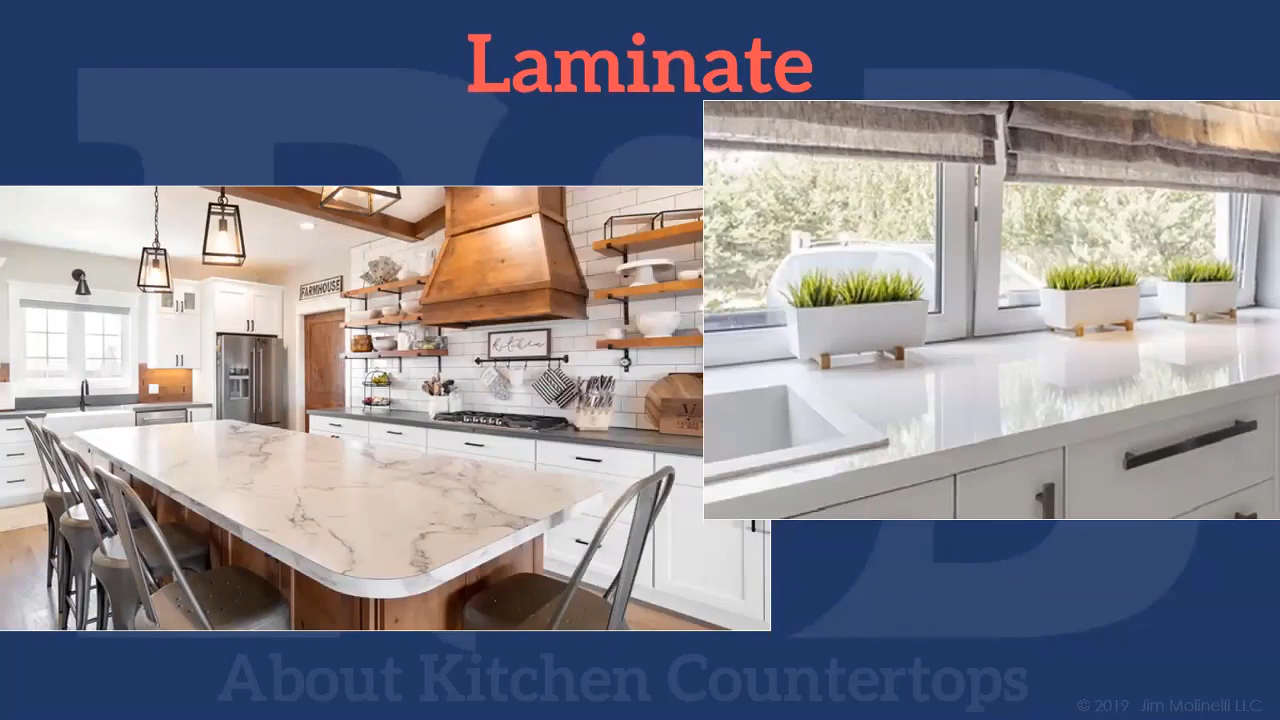 Laminate
FARMHOUSE
kitchen
About Kitchen Countertops
© 2019 Jim Molinelli LLC